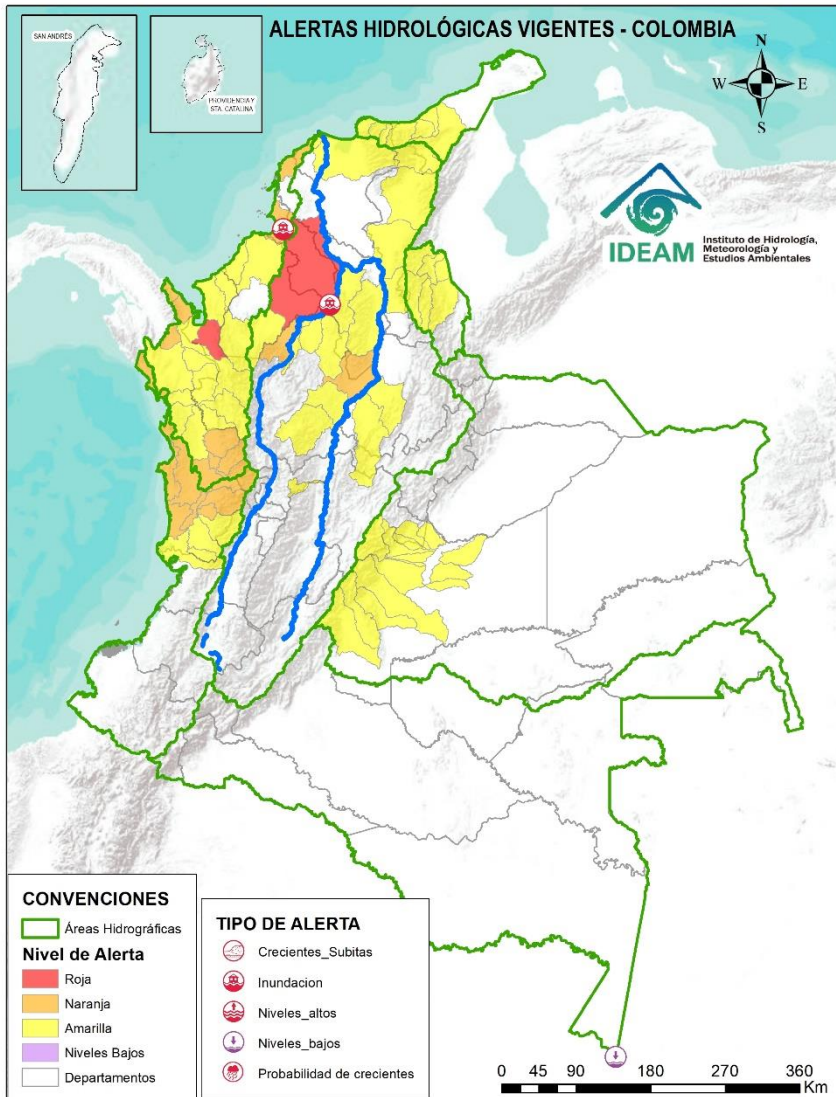 ALERTAS HIDROLÓGICAS VIGENTES - COLOMBIA
SAN ANDRÉS
PROVIDENCIA Y
STA. CATALINA
N
W
E
S
IDEAM
Instituto de Hidrología,
Meteorología y
Estudios Ambientales
CONVENCIONES
Áreas Hidrográficas
Nivel de Alerta
Roja
Naranja
Amarilla
Niveles Bajos
Departamentos
TIPO DE ALERTA
Crecientes_Subitas
Inundacion
Niveles_altos
Niveles_bajos
Probabilidad de crecientes
0 45 90 180 270 360
Km